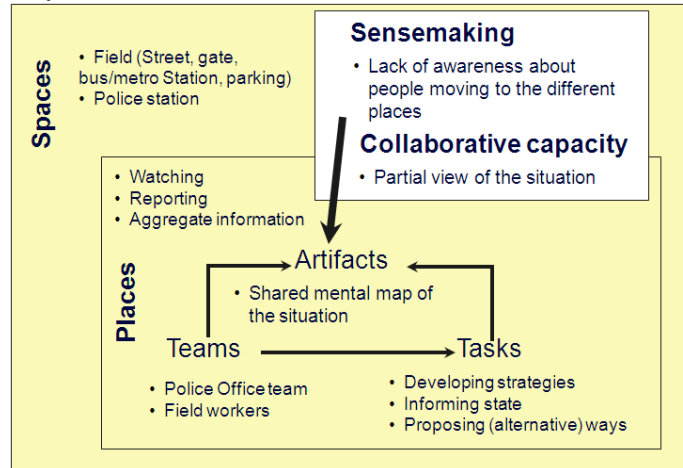 Spaces
• Field (Street, gate,
bus/metro Station, parking)
• Police station
Sensemaking
• Lack of awareness about
people moving to the different
places
Collaborative capacity
• Partial view of the situation
Places
• Watching
• Reporting
• Aggregate information
Artifacts
• Shared mental map of
the situation
Teams
• Police Office team
• Field workers
Tasks
• Developing strategies
• Informing state
• Proposing (alternative) ways